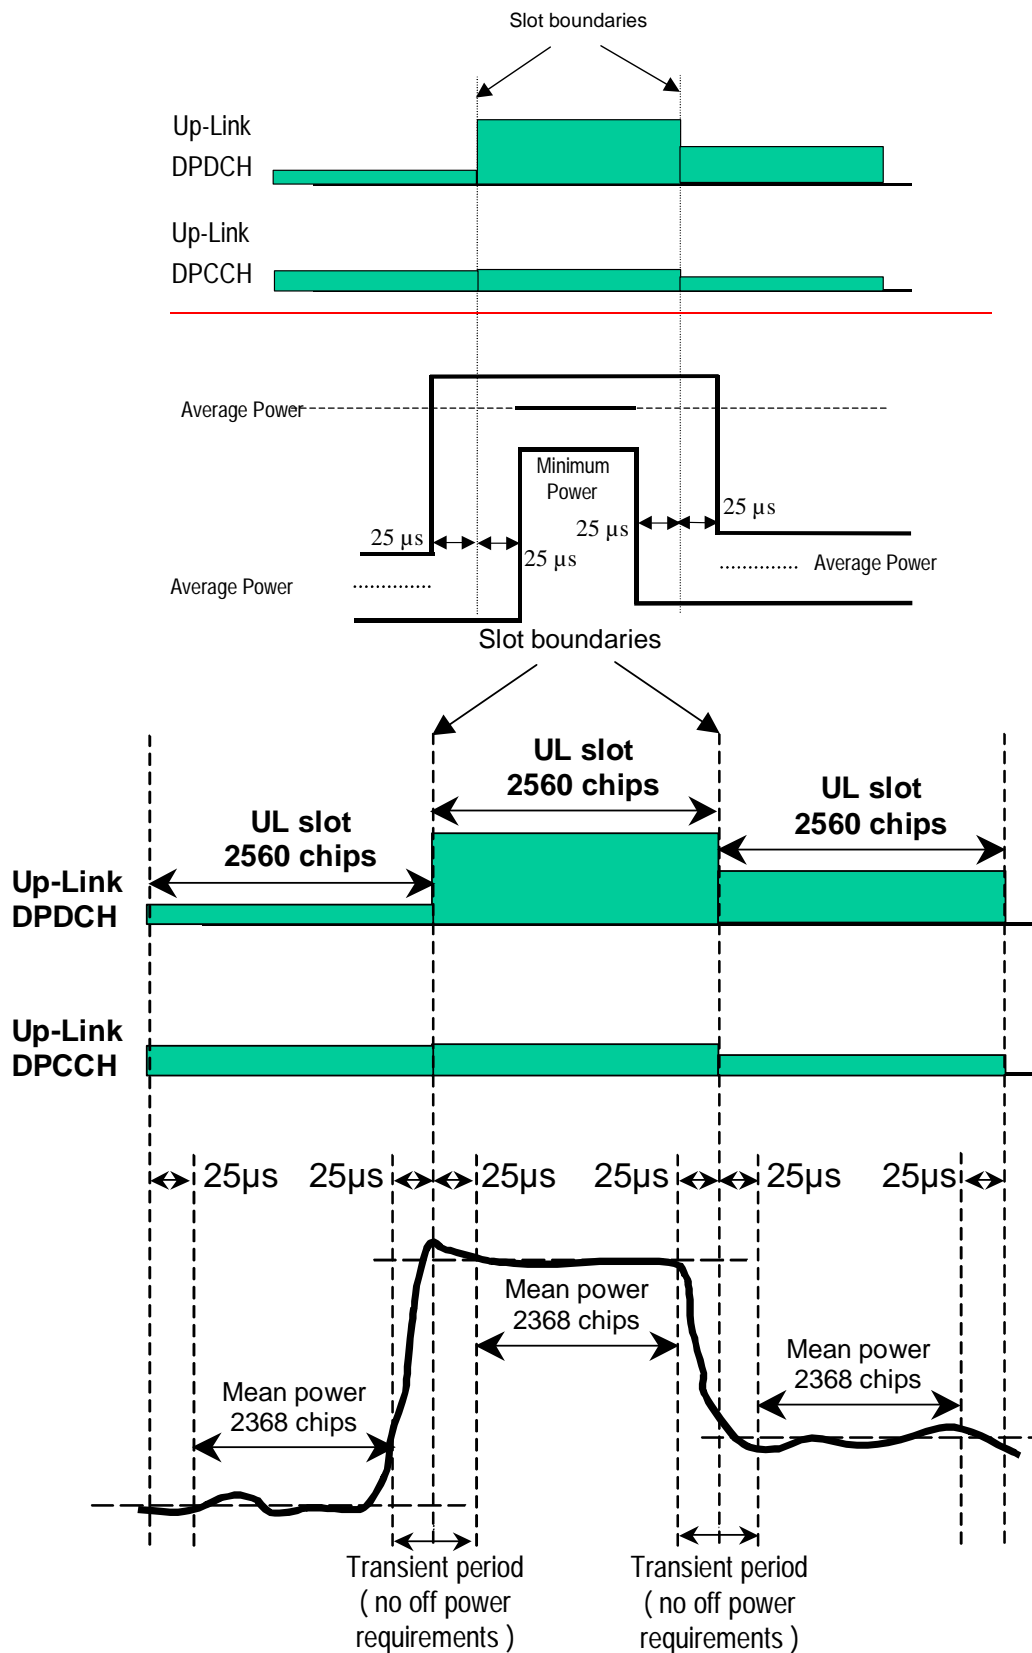 Slot boundaries
Up-Link
DPDCH
Up-Link
DPCCH
Average Power
Minimum
Power
25 µs
25 µs
25 µs
25 µs
Average Power
Average Power
Slot boundaries
UL slot
2560 chips
UL slot
2560 chips
UL slot
2560 chips
Up-Link
DPDCH
Up-Link
DPCCH
25µs 25µs 25µs 25µs 25µs 25µs
Mean power
2368 chips
Mean power
2368 chips
Mean power
2368 chips
Transient period
( no off power
requirements )
Transient period
( no off power
requirements )